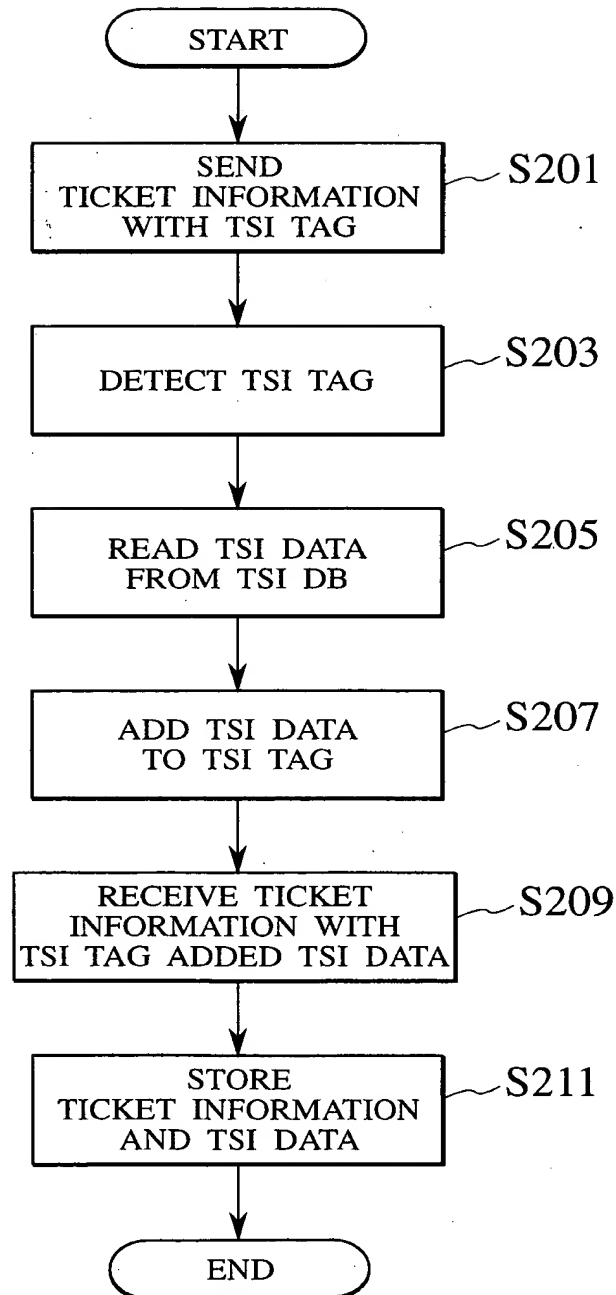 START
SEND
TICKET INFORMATION
WITH TSI TAG
S201
DETECT TSI TAG
S203
READ TSI DATA
FROM TSI DB
S205
ADD TSI DATA
TO TSI TAG
S207
RECEIVE TICKET
INFORMATION WITH
TSI TAG ADDED TSI DATA
S209
STORE
TICKET INFORMATION
AND TSI DATA
S211
END